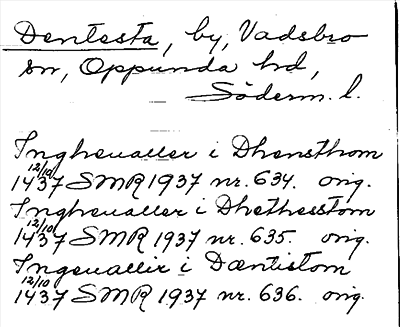 Dentesta, by, Vadsbro
sn, Oppunda hd,
Söderm. l.
Ingheualler i Dhensthom
12/10 1437 SMR 1937 nr. 634. orig.
Ingheualler i Dhethesstom
12/10 1437 SMR 1937 nr. 635. orig.
Ingeuallir i Dæntistom
12/10 1437 SMR 1937 nr. 636. orig.